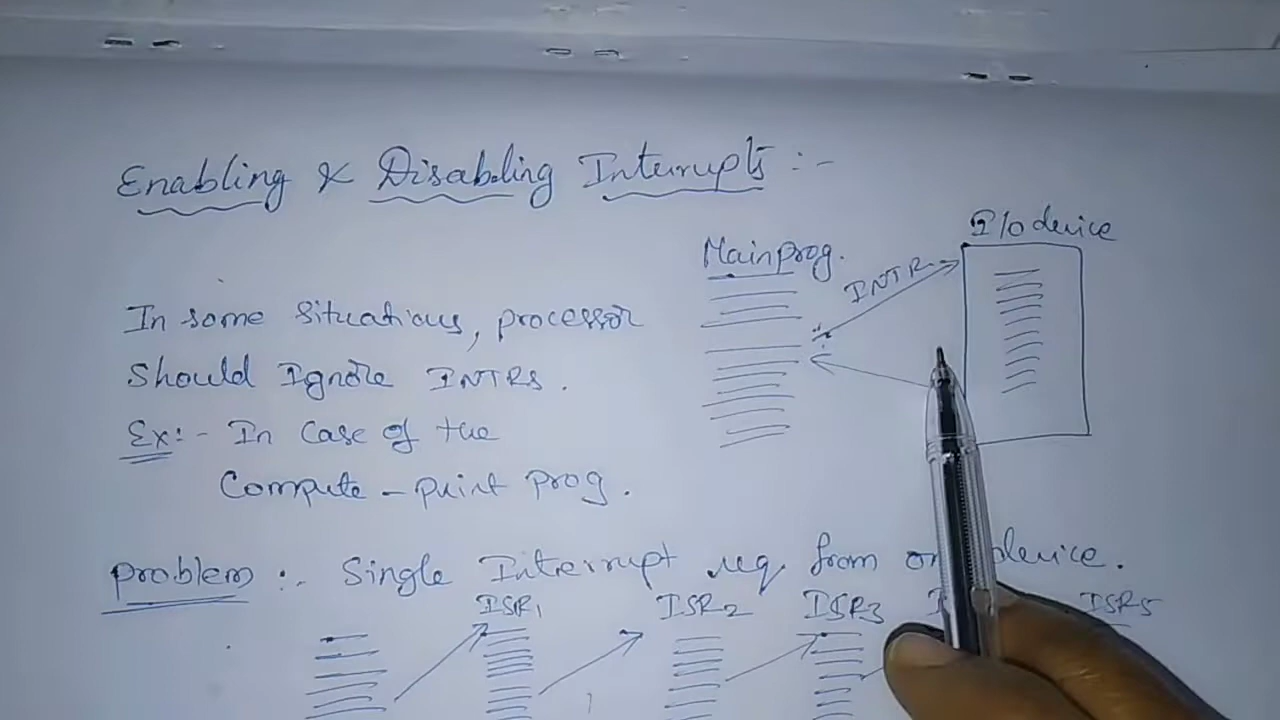 Enabling & Disabling Interrupts :-
I/O device
Mainprog.
INTR
In some Situations, processor
Should Ignore INTRS.
Ex:- In Case of the
Compute - print prog.
problem :- Single Interrupt req from device.
ISR1 ISR2 ISR3 ISR5